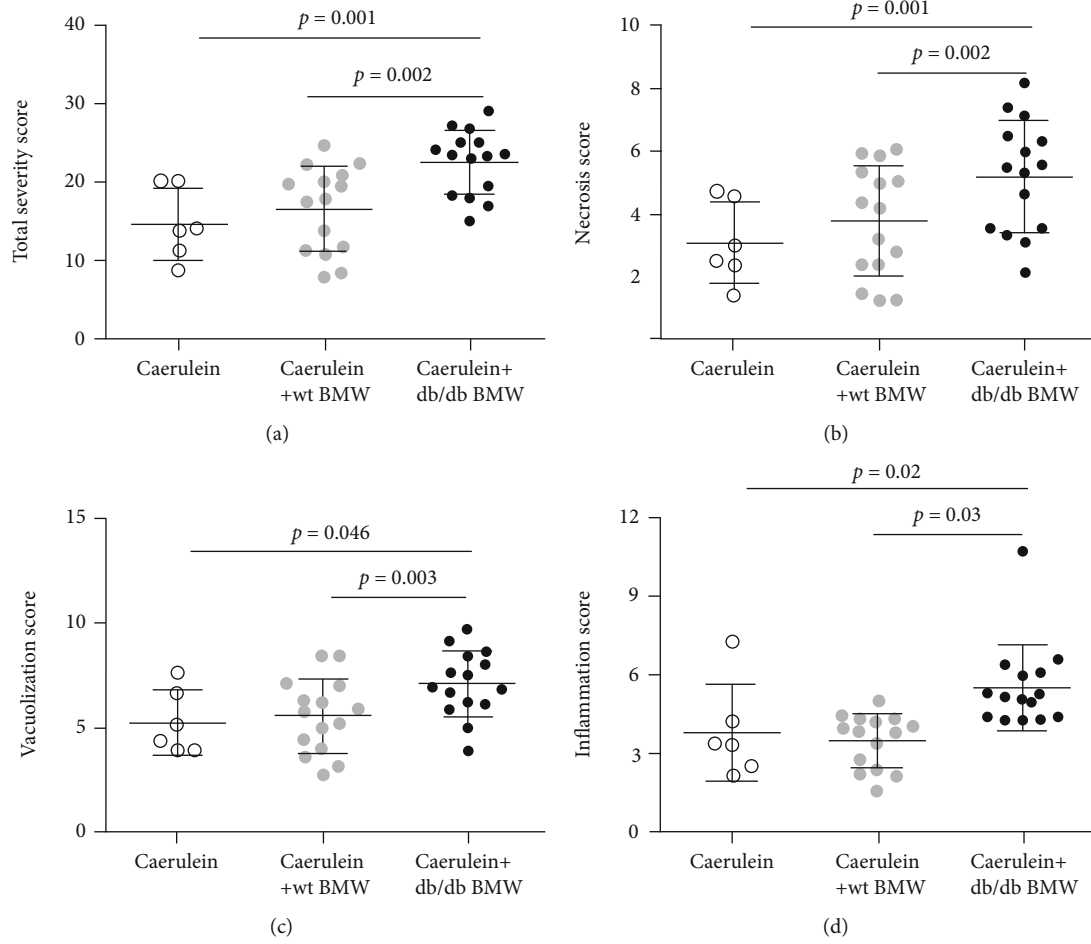 p = 0.001
p = 0.002
Total severity score
40
30
20
10
0
Caerulein
Caerulein
+wt BMW
Caerulein+
db/db BMW
(a)
p = 0.001
p = 0.002
Necrosis score
10
8
6
4
2
Caerulein
Caerulein
+wt BMW
Caerulein+
db/db BMW
(b)
p = 0.046
p = 0.003
Vacuolization score
15
10
5
0
Caerulein
Caerulein
+wt BMW
Caerulein+
db/db BMW
(c)
p = 0.02
p = 0.03
Inflammation score
12
9
6
3
0
Caerulein
Caerulein
+wt BMW
Caerulein+
db/db BMW
(d)